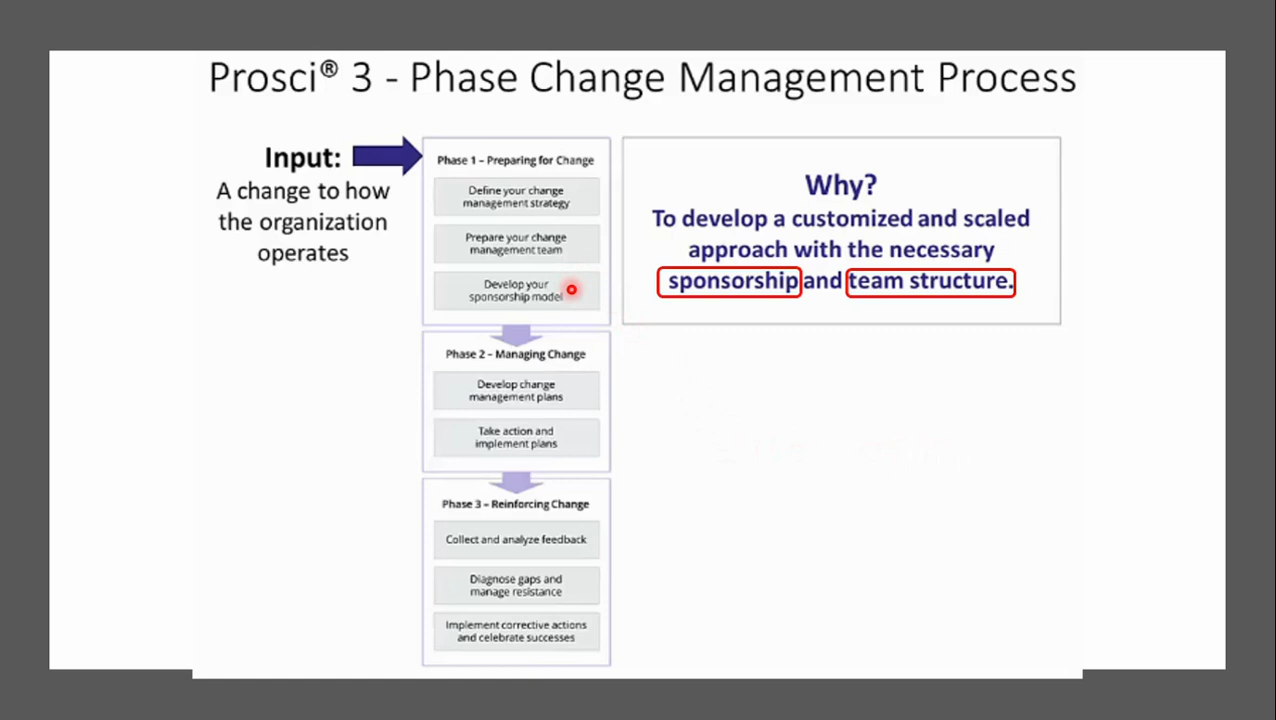 Prosci® 3 - Phase Change Management Process
Input:
A change to how
the organization
operates
Phase 1 – Preparing for Change
Define your change
management strategy
Prepare your change
management team
Develop your
sponsorship model
Why?
To develop a customized and scaled
approach with the necessary
sponsorship and team structure.
Phase 2 – Managing Change
Develop change
management plans
Take action and
implement plans
Phase 3 – Reinforcing Change
Collect and analyze feedback
Diagnose gaps and
manage resistance
Implement corrective actions
and celebrate successes